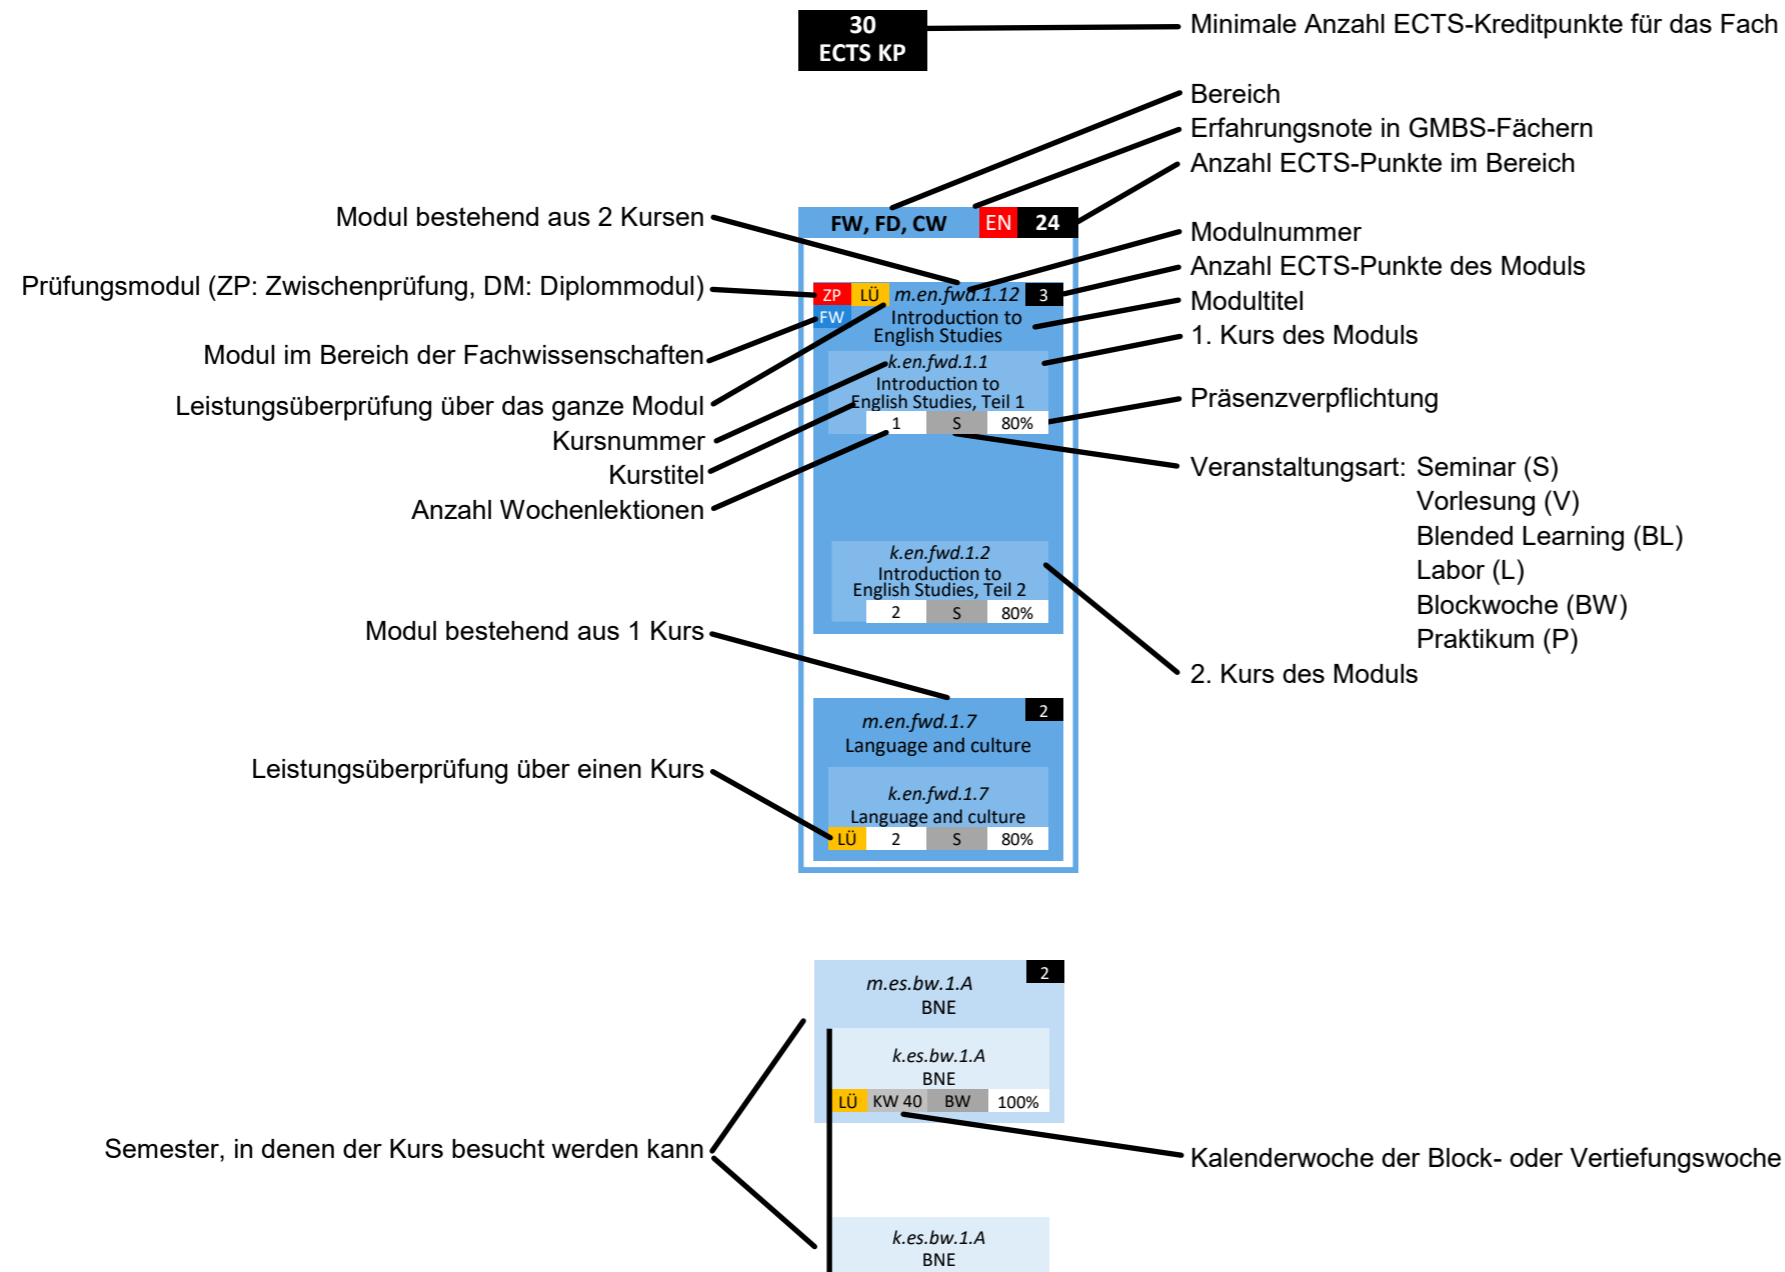 30
ECTS KP
Minimale Anzahl ECTS-Kreditpunkte für das Fach
Bereich
Erfahrungsnote in GMBS-Fächern
Anzahl ECTS-Punkte im Bereich
Modul bestehend aus 2 Kursen
FW, FD, CW EN 24
Modulnummer
Anzahl ECTS-Punkte des Moduls
Prüfungsmodul (ZP: Zwischenprüfung, DM: Diplommodul)
ZP LÜ m.en.fwd.1.12 3
FW Introduction to
English Studies
Modultitel
1. Kurs des Moduls
Modul im Bereich der Fachwissenschaften
k.en.fwd.1.1
Introduction to
English Studies, Teil 1
1 S 80%
Präsenzverpflichtung
Leistungsüberprüfung über das ganze Modul
Kursnummer
Kurstitel
Anzahl Wochenlektionen
Veranstaltungsart: Seminar (S)
Vorlesung (V)
Blended Learning (BL)
Labor (L)
Blockwoche (BW)
Praktikum (P)
k.en.fwd.1.2
Introduction to
English Studies, Teil 2
2 S 80%
Modul bestehend aus 1 Kurs
2. Kurs des Moduls
m.en.fwd.1.7 2
Language and culture
Leistungsüberprüfung über einen Kurs
k.en.fwd.1.7
Language and culture
LÜ 2 S 80%
m.es.bw.1.A 2
BNE
k.es.bw.1.A
BNE
LÜ KW 40 BW 100%
Semester, in denen der Kurs besucht werden kann
Kalenderwoche der Block- oder Vertiefungswoche
k.es.bw.1.A
BNE